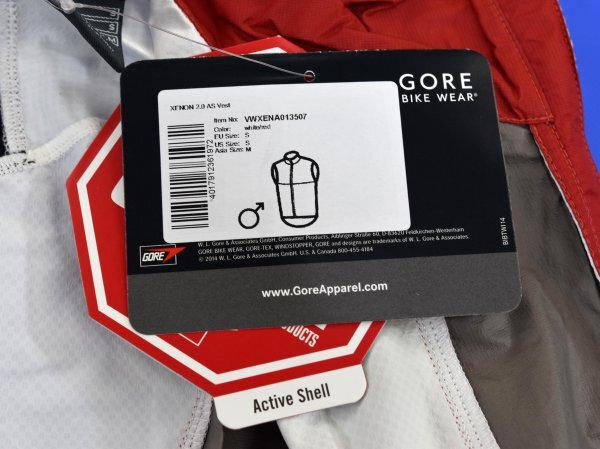 GORE
BIKE WEAR®
XENON 2.0 AS Vest
Item No: VWXENA013507
Color: white/red
EU Size: S
US Size: S
Asia Size: M
4017912361972
GORE
W. L. Gore & Associates GmbH, Consumer Products, Aiblinger Straße 60, D-83620 Feldkirchen-Westerham
GORE BIKE WEAR, GORE-TEX, WINDSTOPPER, GORE and designs are trademarks of W. L. Gore & Associates
© 2014 W. L. Gore & Associates GmbH. U.S. & Canada 800-455-4184
BIBTWI14
www.GoreApparel.com
PRODUCTS
Active Shell